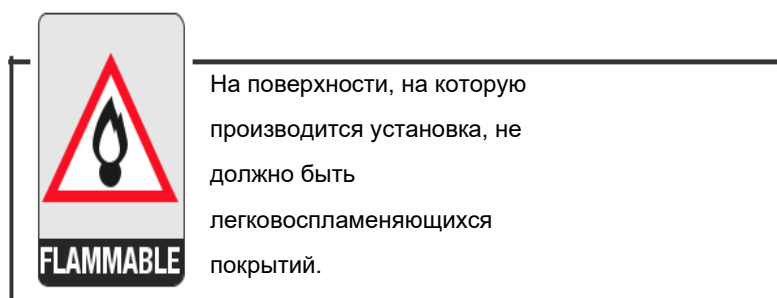 На поверхности, на которую
производится установка, не
должно быть
легковоспламеняющихся
покрытий.
FLAMMABLE